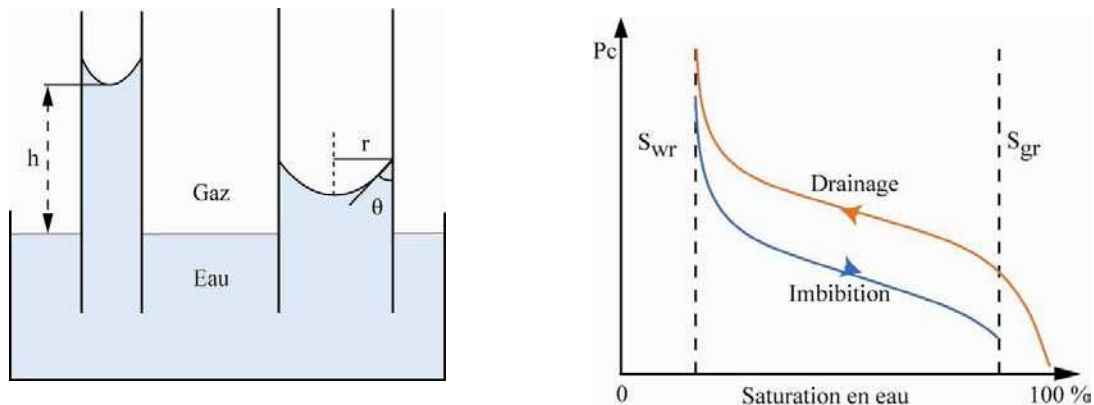 h
r
Gaz
θ
Eau
Pc
S_wr
S_gr
Drainage
Imbibition
0
Saturation en eau
100 %